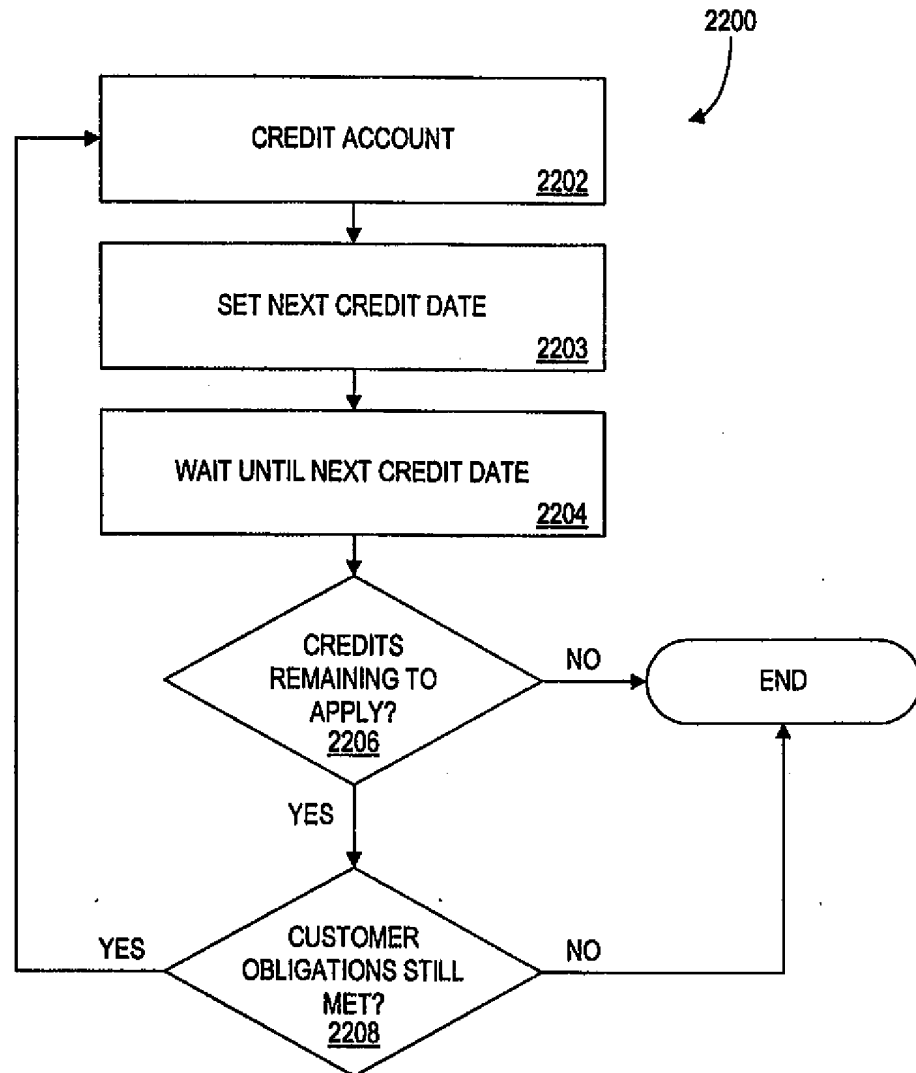 2200
CREDIT ACCOUNT
2202
SET NEXT CREDIT DATE
2203
WAIT UNTIL NEXT CREDIT DATE
2204
CREDITS
REMAINING TO
APPLY?
2206
NO
END
YES
CUSTOMER
OBLIGATIONS STILL
MET?
2208
YES
NO